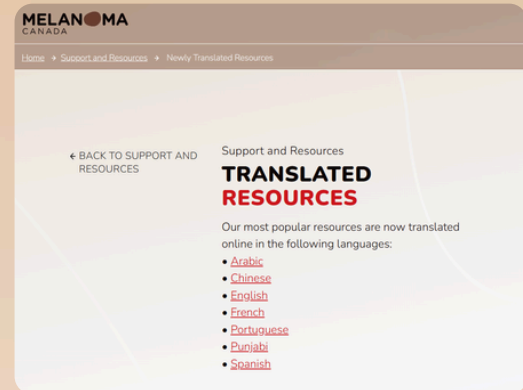 MELANOMA
CANADA
Home → Support and Resources → Newly Translated Resources
← BACK TO SUPPORT AND
RESOURCES
Support and Resources
TRANSLATED
RESOURCES
Our most popular resources are now translated
online in the following languages:
• Arabic
• Chinese
• English
• French
• Portuguese
• Punjabi
• Spanish